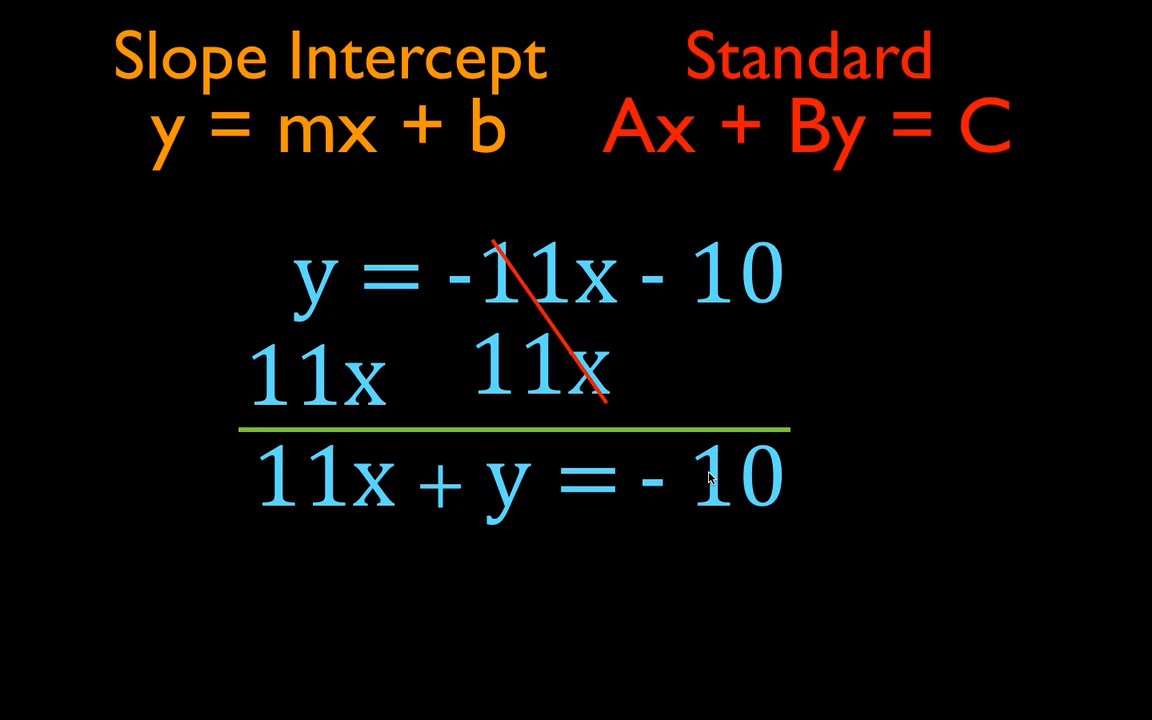 Slope Intercept Standard
y = mx + b Ax + By = C
y = -11x - 10
11x 11x
11x + y = - 10